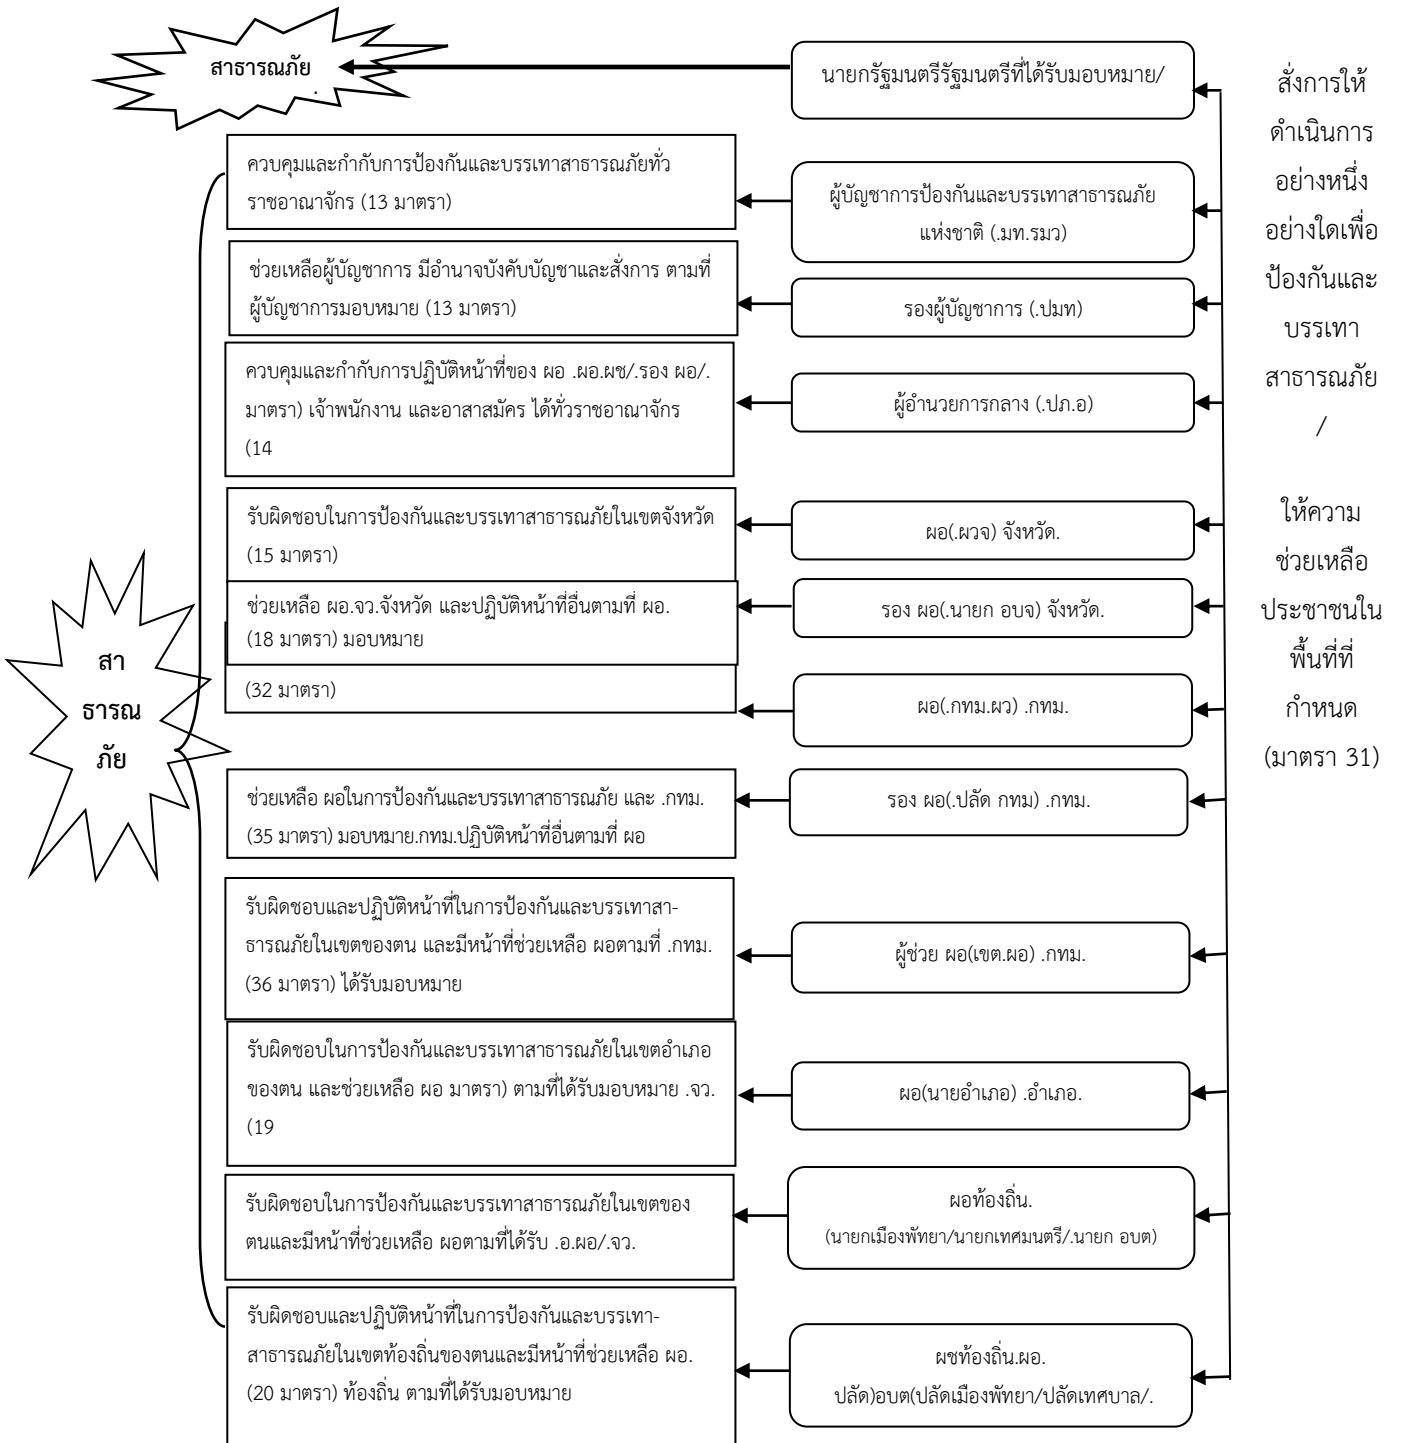 สาธารณภัย
.
นายกรัฐมนตรีรัฐมนตรีที่ได้รับมอบหมาย/
ควบคุมและกำกับการป้องกันและบรรเทาสาธารณภัยทั่ว
ราชอาณาจักร (13 มาตรา)
ผู้บัญชาการป้องกันและบรรเทาสาธารณภัย
แห่งชาติ (.มท.รมว)
ช่วยเหลือผู้บัญชาการ มีอำนาจบังคับบัญชาและสั่งการ ตามที่
ผู้บัญชาการมอบหมาย (13 มาตรา)
รองผู้บัญชาการ (.ปมท)
ควบคุมและกำกับการปฏิบัติหน้าที่ของ ผอ .ผอ.ผช/.รอง ผอ/.
มาตรา) เจ้าพนักงาน และอาสาสมัคร ได้ทั่วราชอาณาจักร
(14
ผู้อำนวยการกลาง (.ปภ.อ)
รับผิดชอบในการป้องกันและบรรเทาสาธารณภัยในเขตจังหวัด
(15 มาตรา)
ผอ(.ผวจ) จังหวัด.
ช่วยเหลือ ผอ.จว.จังหวัด และปฏิบัติหน้าที่อื่นตามที่ ผอ.
(18 มาตรา) มอบหมาย
รอง ผอ(.นายก อบจ) จังหวัด.
(32 มาตรา)
ผอ(.กทม.ผว) .กทม.
ช่วยเหลือ ผอในการป้องกันและบรรเทาสาธารณภัย และ .กทม.
(35 มาตรา) มอบหมาย.กทม.ปฏิบัติหน้าที่อื่นตามที่ ผอ
รอง ผอ(.ปลัด กทม) .กทม.
รับผิดชอบและปฏิบัติหน้าที่ในการป้องกันและบรรเทาสา-
ธารณภัยในเขตของตน และมีหน้าที่ช่วยเหลือ ผอตามที่ .กทม.
(36 มาตรา) ได้รับมอบหมาย
ผู้ช่วย ผอ(เขต.ผอ) .กทม.
รับผิดชอบในการป้องกันและบรรเทาสาธารณภัยในเขตอำเภอ
ของตน และช่วยเหลือ ผอ มาตรา) ตามที่ได้รับมอบหมาย .จว.
(19
ผอ(นายอำเภอ) .อำเภอ.
รับผิดชอบในการป้องกันและบรรเทาสาธารณภัยในเขตของ
ตนและมีหน้าที่ช่วยเหลือ ผอตามที่ได้รับ .อ.ผอ/.จว.
ผอท้องถิ่น.
(นายกเมืองพัทยา/นายกเทศมนตรี/.นายก อบต)
รับผิดชอบและปฏิบัติหน้าที่ในการป้องกันและบรรเทา-
สาธารณภัยในเขตท้องถิ่นของตนและมีหน้าที่ช่วยเหลือ ผอ.
(20 มาตรา) ท้องถิ่น ตามที่ได้รับมอบหมาย
ผชท้องถิ่น.ผอ.
ปลัด)อบต(ปลัดเมืองพัทยา/ปลัดเทศบาล/.
สา
ธารณ
ภัย
สั่งการให้
ดำเนินการ
อย่างหนึ่ง
อย่างใดเพื่อ
ป้องกันและ
บรรเทา
สาธารณภัย
/
ให้ความ
ช่วยเหลือ
ประชาชนใน
พื้นที่ที่
กำหนด
(มาตรา 31)